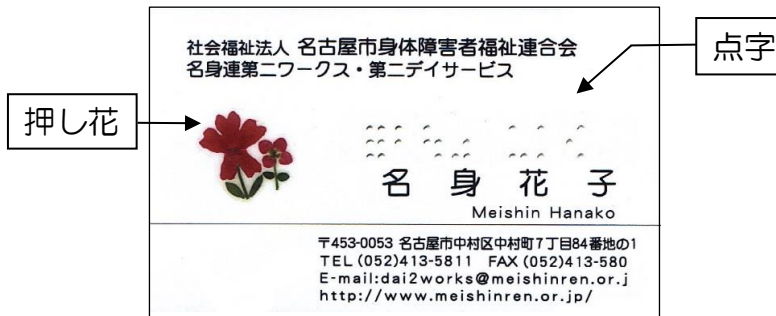 社会福祉法人 名古屋市身体障害者福祉連合会
名身連第二ワークス・第二デイサービス
点字
押し花
名 身 花 子
Meishin Hanako
〒453-0053 名古屋市中村区中村町7丁目84番地の1
TEL (052)413-5811 FAX (052)413-580
E-mail:dai2works@meishinren.or.j
http://www.meishinren.or.jp/